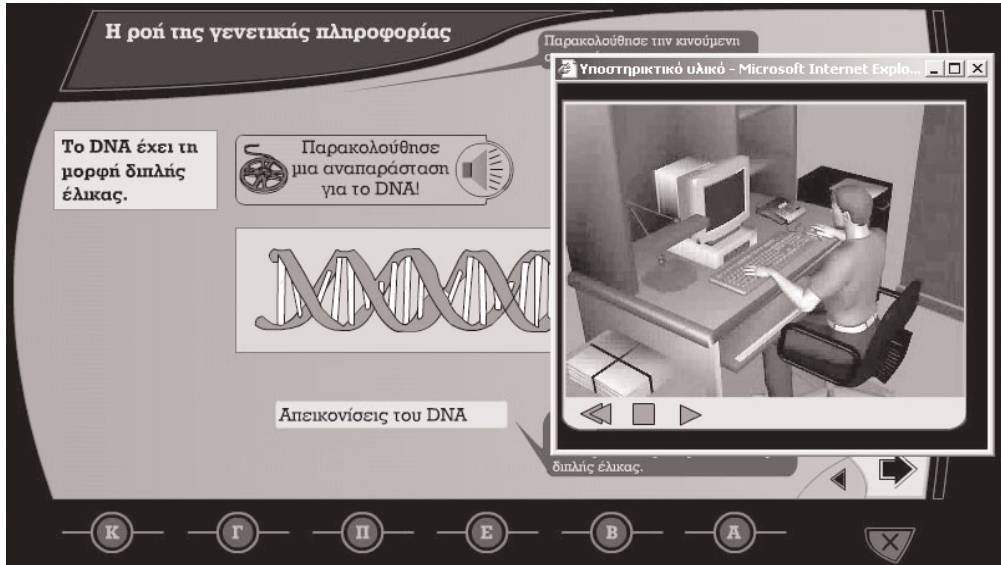 Η ροή της γενετικής πληροφορίας
Παρακολούθησε την κινούμενη
Υποστηρικτικό υλικό - Microsoft Internet Explo...
Το DNA έχει τη
μορφή διπλής
έλικας.
Παρακολούθησε
μια αναπαράσταση
για το DNA!
Απεικονίσεις του DNA
διπλής έλικας.
Κ Γ Π Ε Β Α